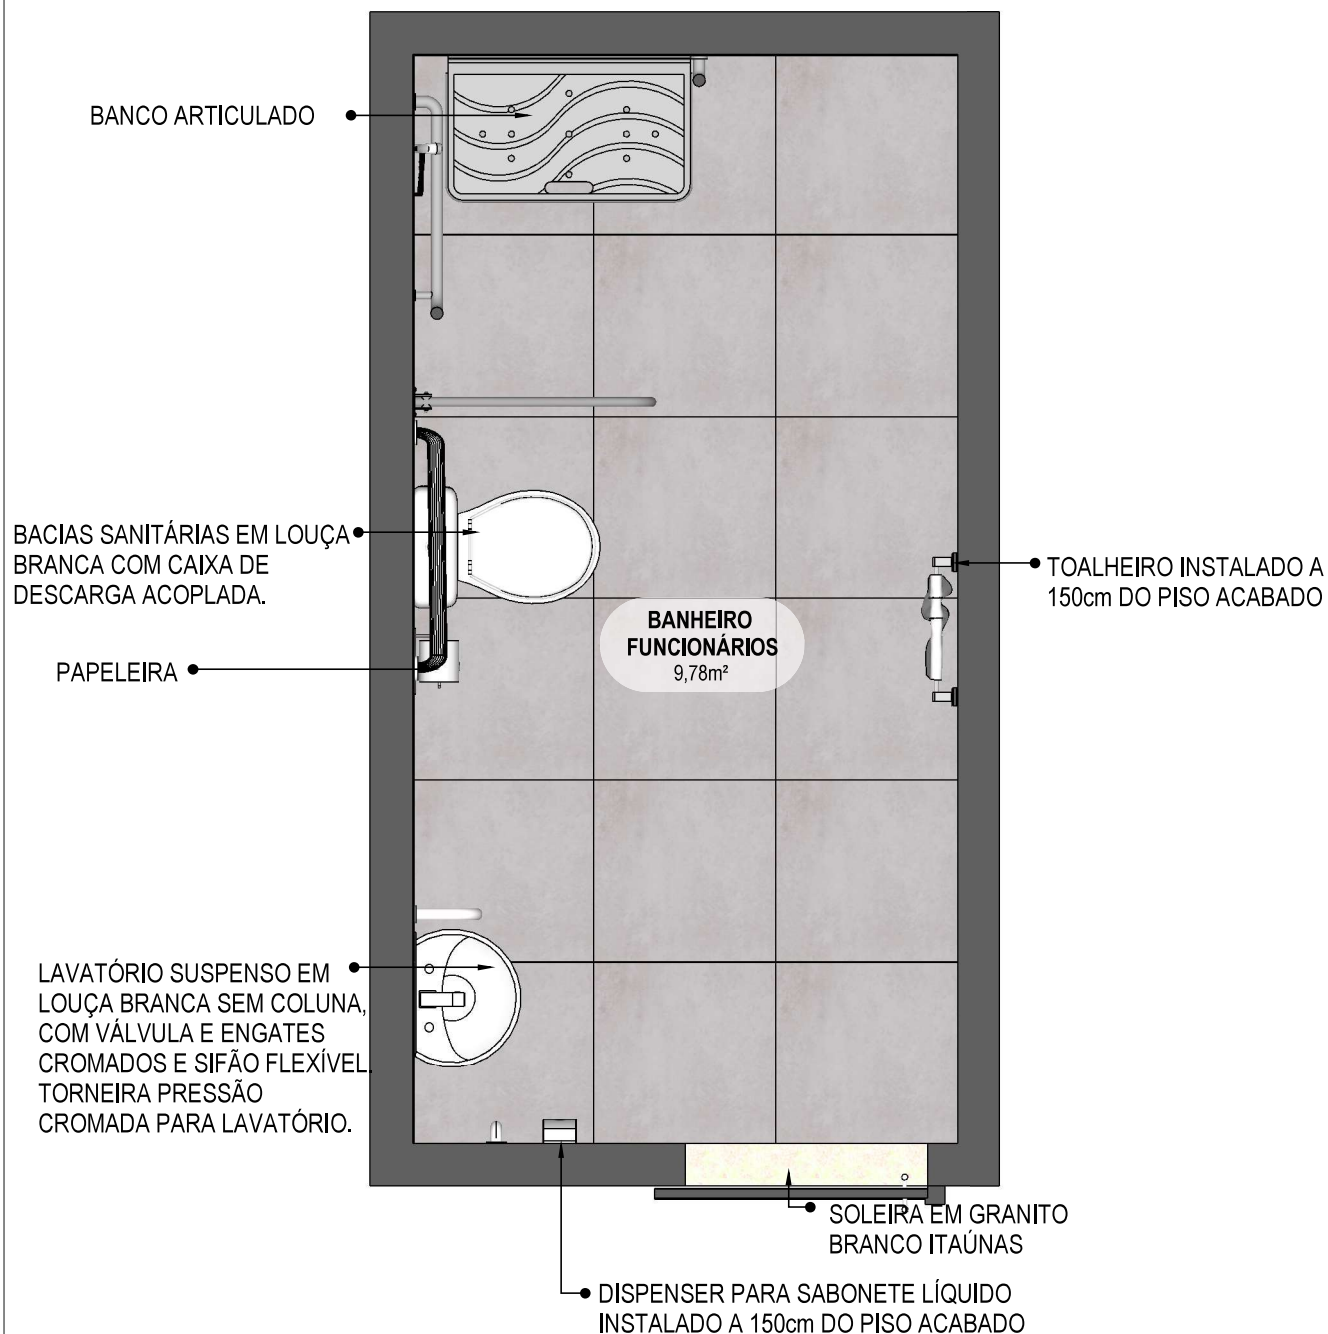 BANCO ARTICULADO
BACIAS SANITÁRIAS EM LOUÇA
BRANCA COM CAIXA DE
DESCARGA ACOPLADA.
TOALHEIRO INSTALADO A
150cm DO PISO ACABADO
BANHEIRO
FUNCIONÁRIOS
9,78m²
PAPELEIRA
LAVATÓRIO SUSPENSO EM
LOUÇA BRANCA SEM COLUNA,
COM VÁLVULA E ENGATES
CROMADOS E SIFÃO FLEXÍVEL.
TORNEIRA PRESSÃO
CROMADA PARA LAVATÓRIO.
SOLEIRA EM GRANITO
BRANCO ITAÚNAS
DISPENSER PARA SABONETE LÍQUIDO
INSTALADO A 150cm DO PISO ACABADO